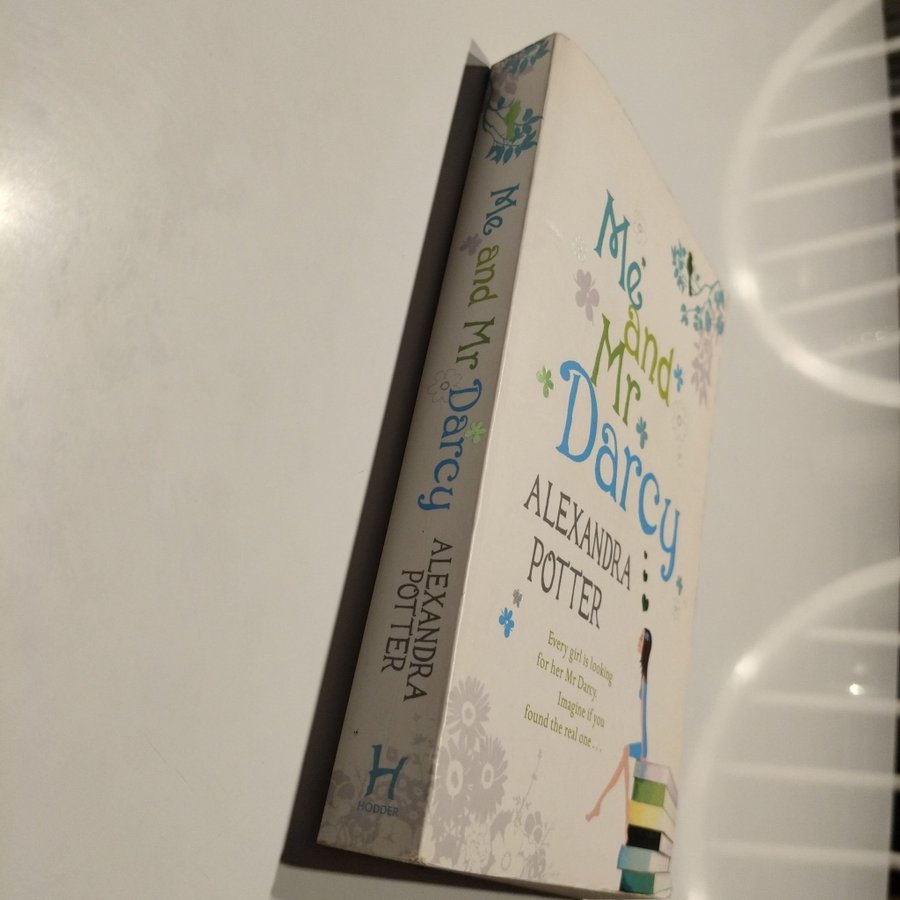 Me and Mr Darcy
ALEXANDRA
POTTER
H
HODDER
Me
and
Mr
Darcy
ALEXANDRA
POTTER
Every girl is looking
for her Mr Darcy.
Imagine if you
found the real one . . .